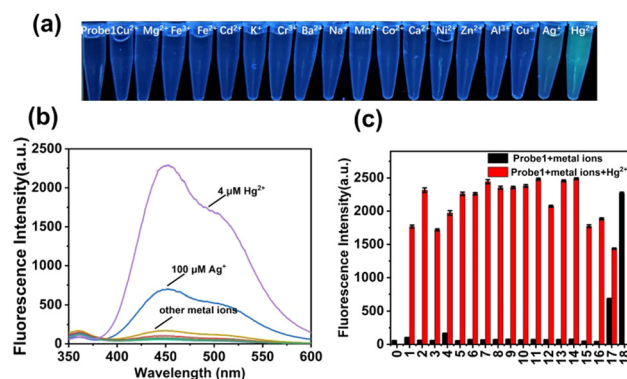 (a)
Probe1 Cu²⁺ Mg²⁺ Fe³⁺ Fe²⁺ Cd²⁺ K⁺ Cr³⁺ Ba²⁺ Na⁺ Mn²⁺ Co²⁺ Ca²⁺ Ni²⁺ Zn²⁺ Al³⁺ Cu⁺ Ag⁺ Hg²⁺
(b)
Fluorescence Intensity(a.u.)
2500
2000
1500
1000
500
0
350 400 450 500 550 600
Wavelength (nm)
4 μM Hg²⁺
100 μM Ag⁺
other metal ions
(c)
Fluorescence Intensity(a.u.)
2500
2000
1500
1000
500
0
Probe1+metal ions
Probe1+metal ions+Hg²⁺
0 1 2 3 4 5 6 7 8 9 10 11 12 13 14 15 16 17 18